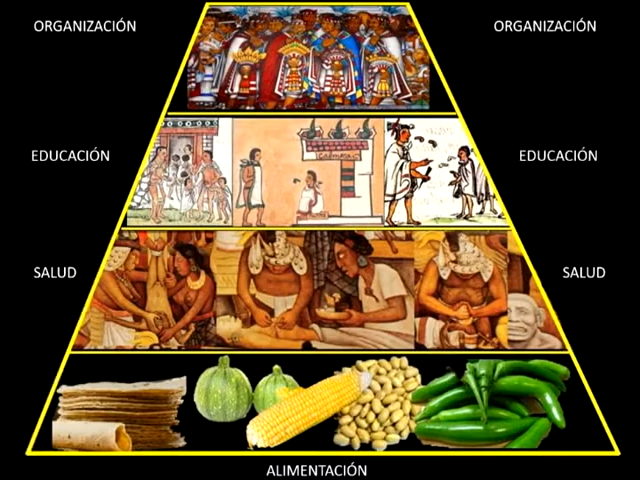 ORGANIZACIÓN
ORGANIZACIÓN
EDUCACIÓN
EDUCACIÓN
SALUD
SALUD
ALIMENTACIÓN